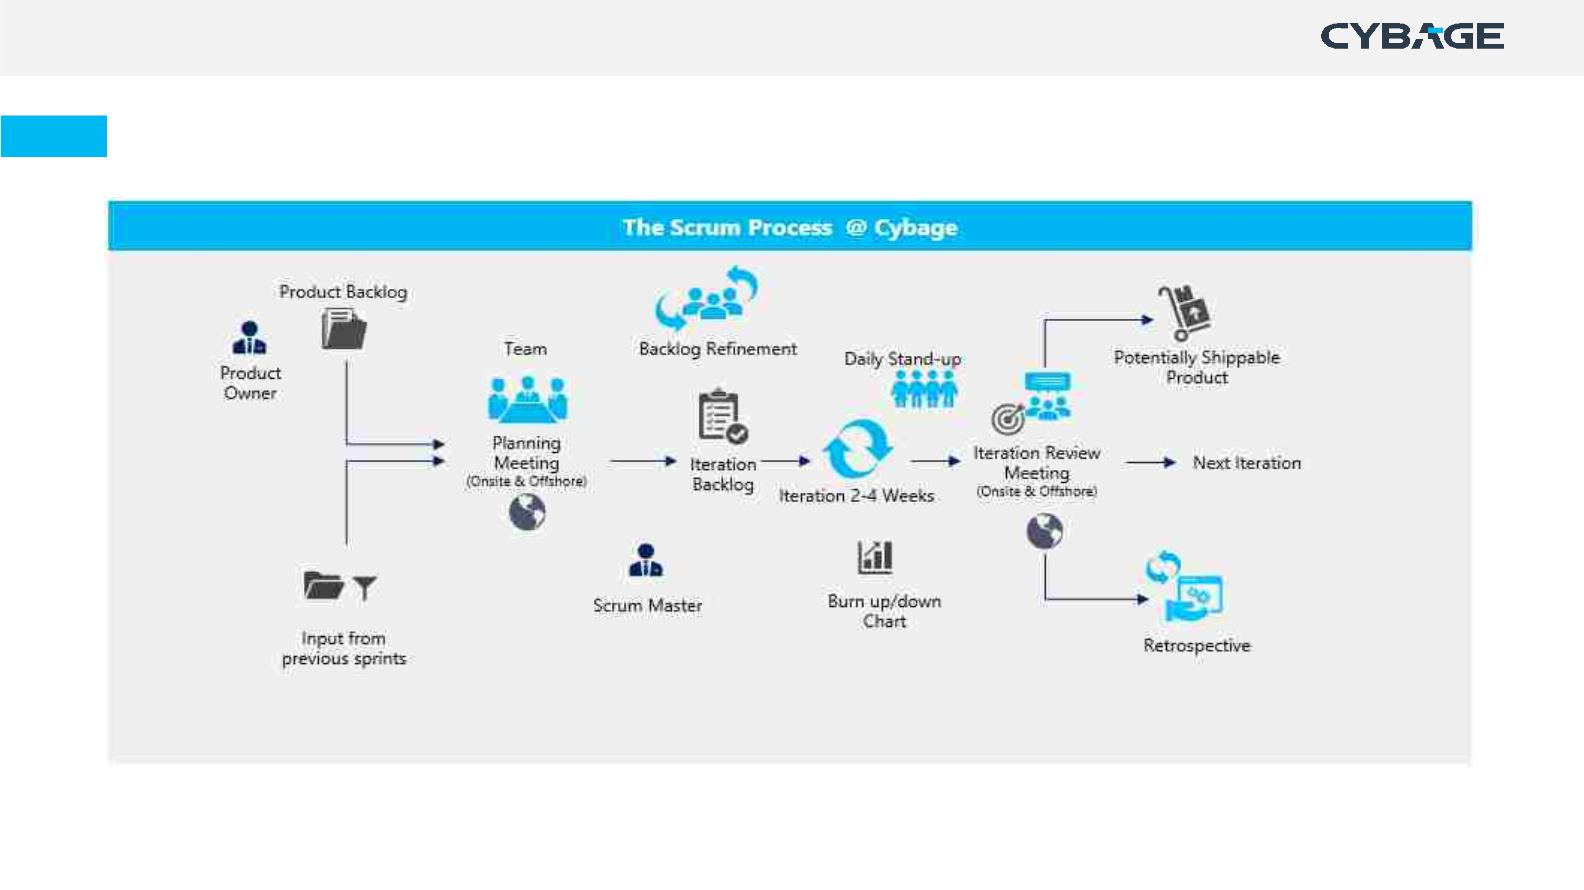 CYBAGE
The Scrum Process @ Cybage
Product Backlog
Product
Owner
Team
Planning
Meeting
(Onsite & Offshore)
Input from
previous sprints
Backlog Refinement
Iteration
Backlog
Scrum Master
Daily Stand-up
Iteration 2-4 Weeks
Burn up/down
Chart
Iteration Review
Meeting
(Onsite & Offshore)
Potentially Shippable
Product
Next Iteration
Retrospective